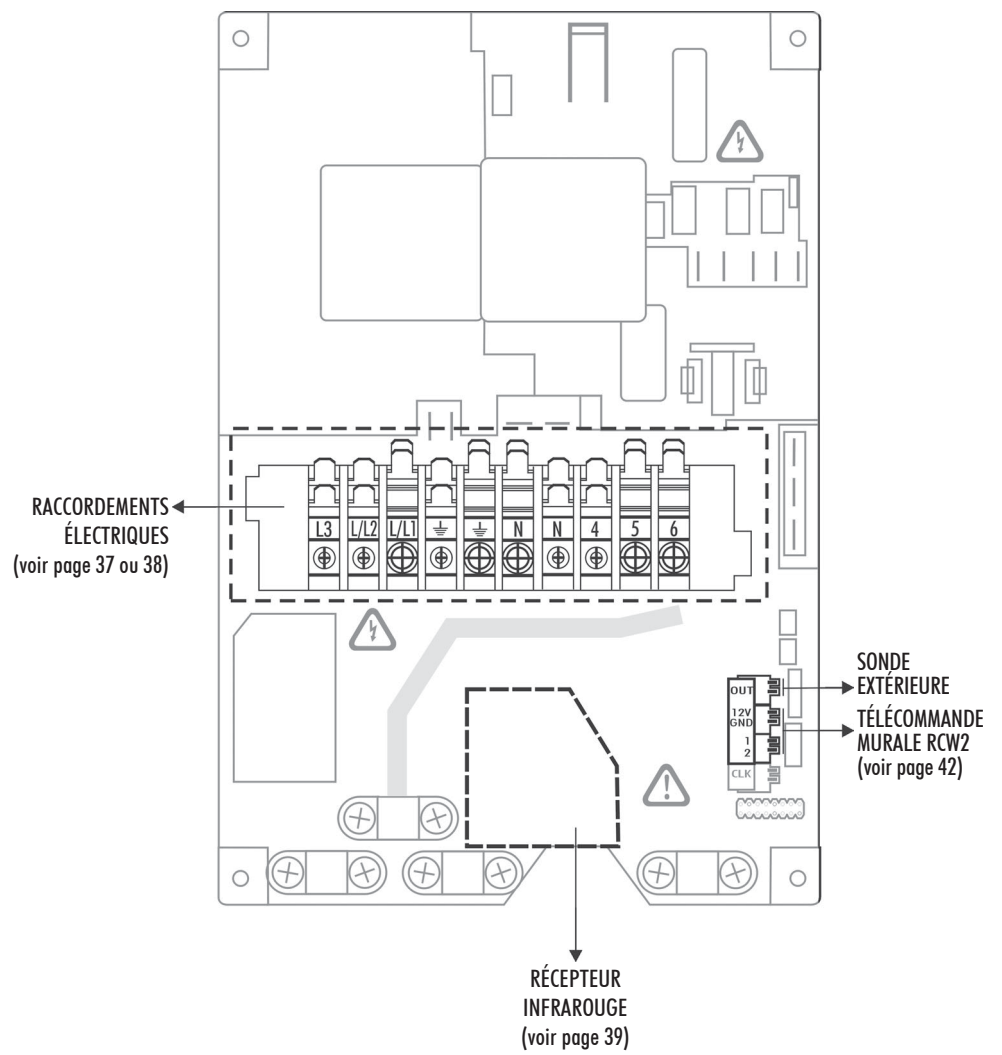 RACCORDEMENTS
ÉLECTRIQUES
(voir page 37 ou 38)
L3 L/L2 L/L1 N N 4 5 6
OUT
12V
GND
1
2
CLK
SONDE
EXTÉRIEURE
TÉLÉCOMMANDE
MURALE RCW2
(voir page 42)
RÉCEPTEUR
INFRAROUGE
(voir page 39)